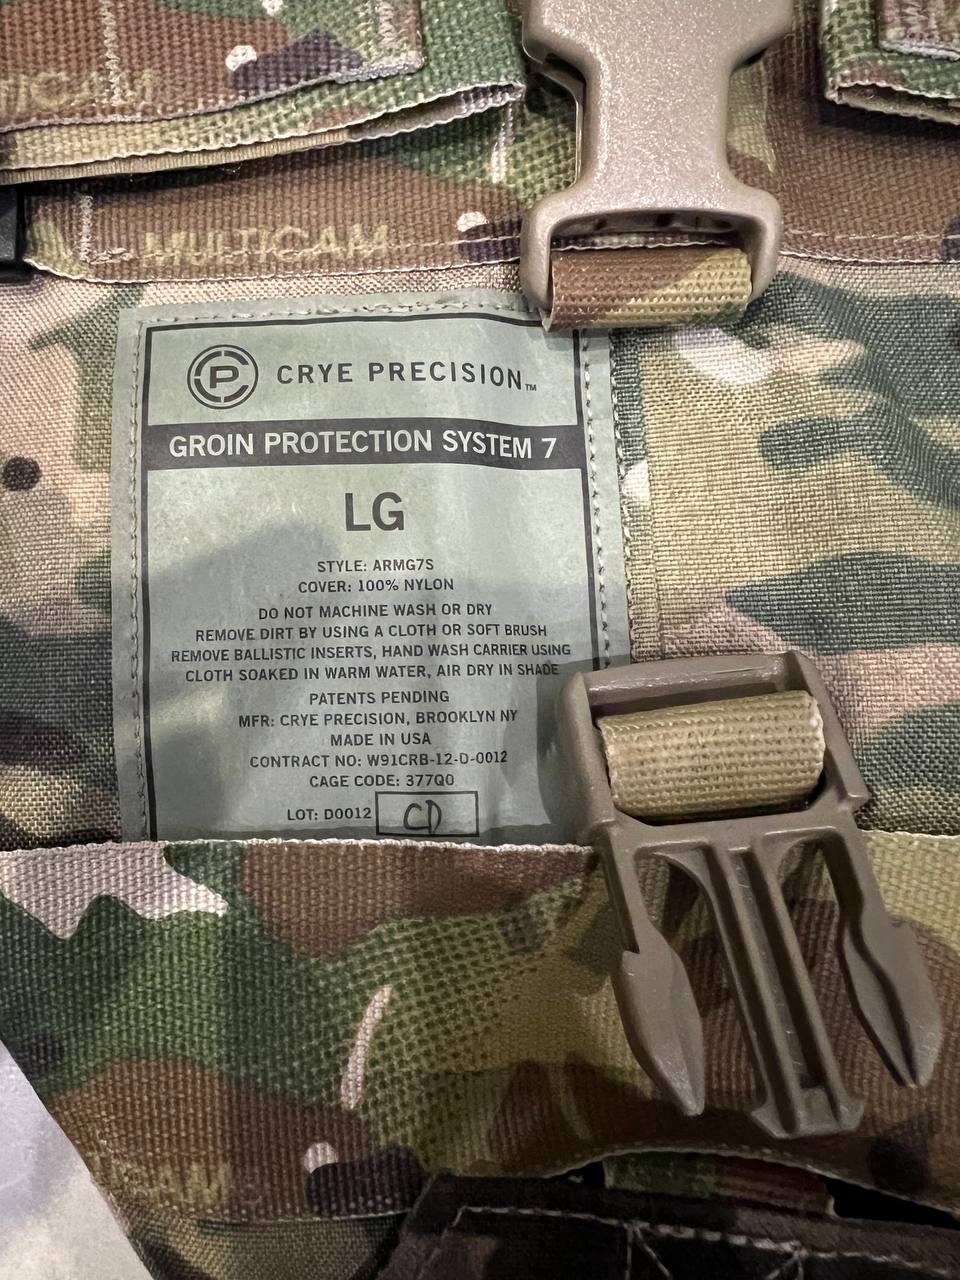 MULTICAM
CP CRYE PRECISION™
GROIN PROTECTION SYSTEM 7
LG
STYLE: ARMG7S
COVER: 100% NYLON
DO NOT MACHINE WASH OR DRY
REMOVE DIRT BY USING A CLOTH OR SOFT BRUSH
REMOVE BALLISTIC INSERTS, HAND WASH CARRIER USING
CLOTH SOAKED IN WARM WATER, AIR DRY IN SHADE
PATENTS PENDING
MFR: CRYE PRECISION, BROOKLYN NY
MADE IN USA
CONTRACT NO: W91CRB-12-D-0012
CAGE CODE: 377Q0
LOT: D0012 CD